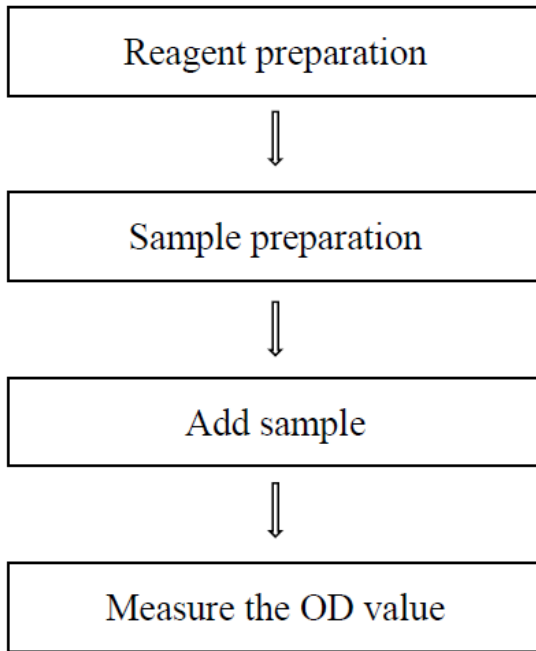 Reagent preparation
Sample preparation
Add sample
Measure the OD value